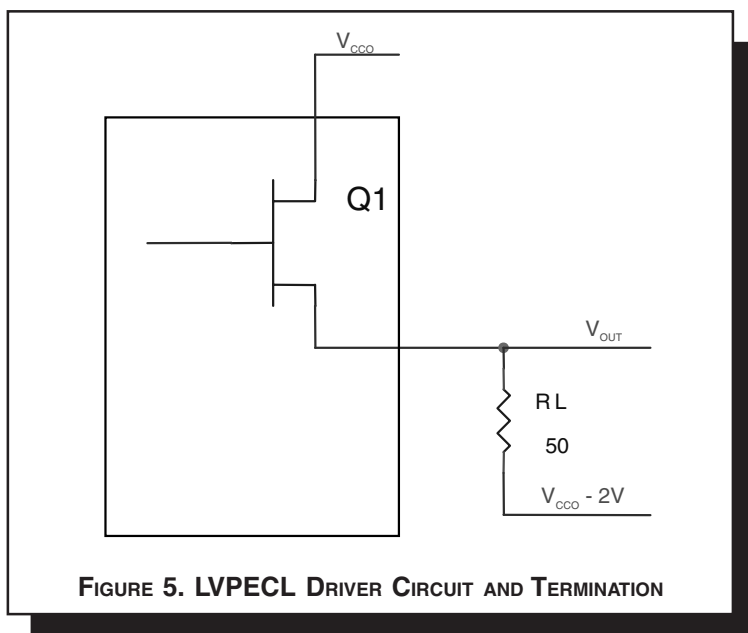 VCCO
Q1
VOUT
RL
50
VCCO - 2V
FIGURE 5. LVPECL DRIVER CIRCUIT AND TERMINATION